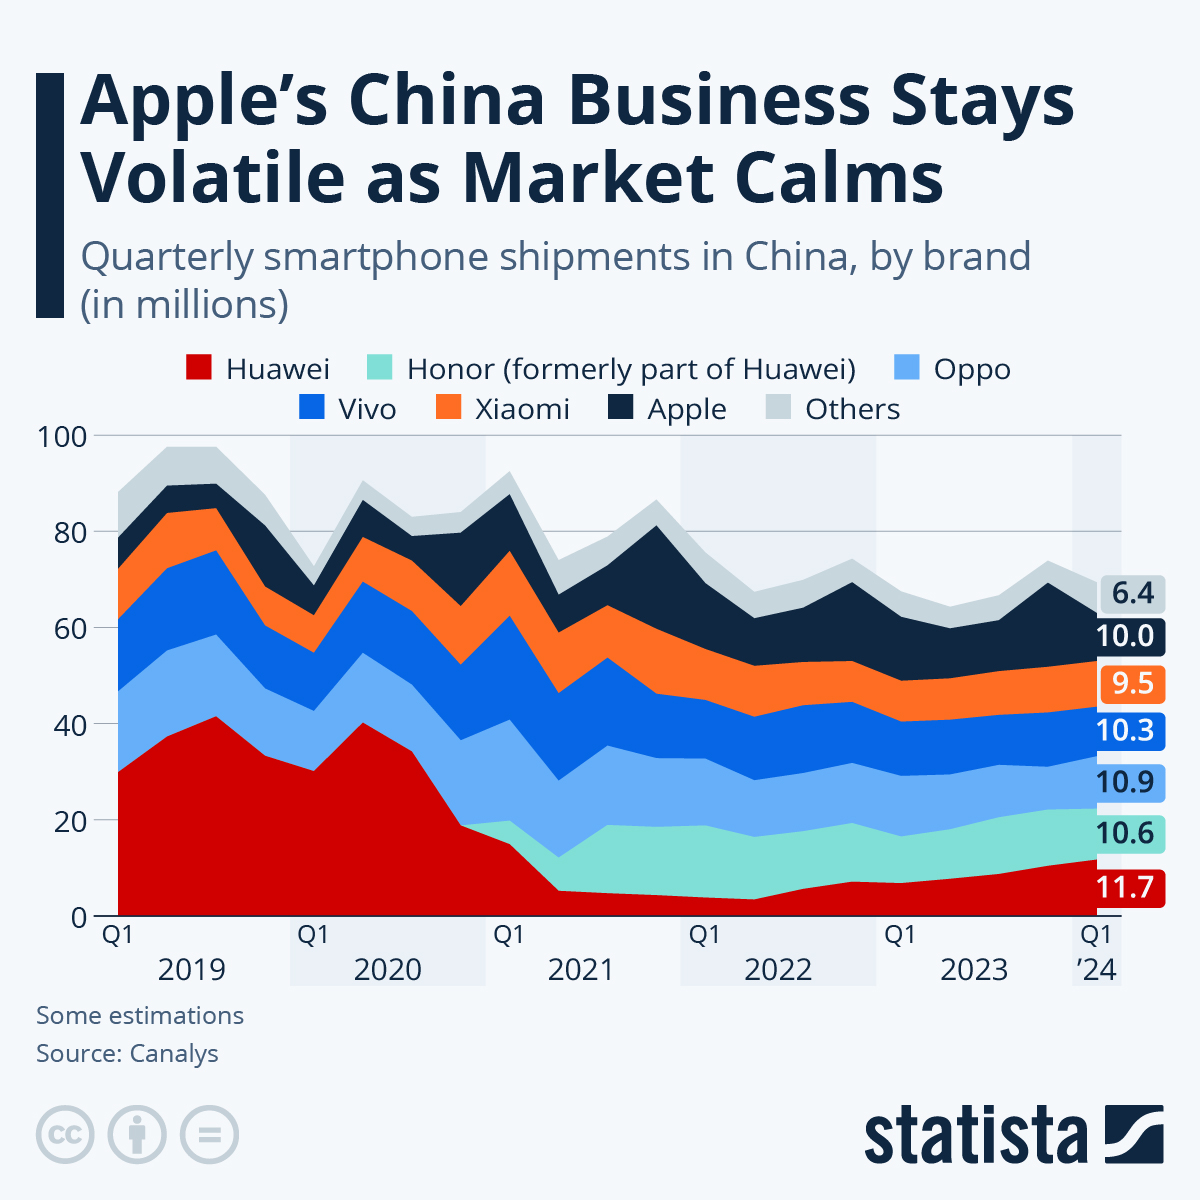 Apple’s China Business Stays
Volatile as Market Calms
Quarterly smartphone shipments in China, by brand
(in millions)
Huawei Honor (formerly part of Huawei) Oppo
Vivo Xiaomi Apple Others
100
80
60
40
20
0
6.4
10.0
9.5
10.3
10.9
10.6
11.7
Q1 Q1 Q1 Q1 Q1 Q1
2019 2020 2021 2022 2023 ’24
Some estimations
Source: Canalys
cc
statista